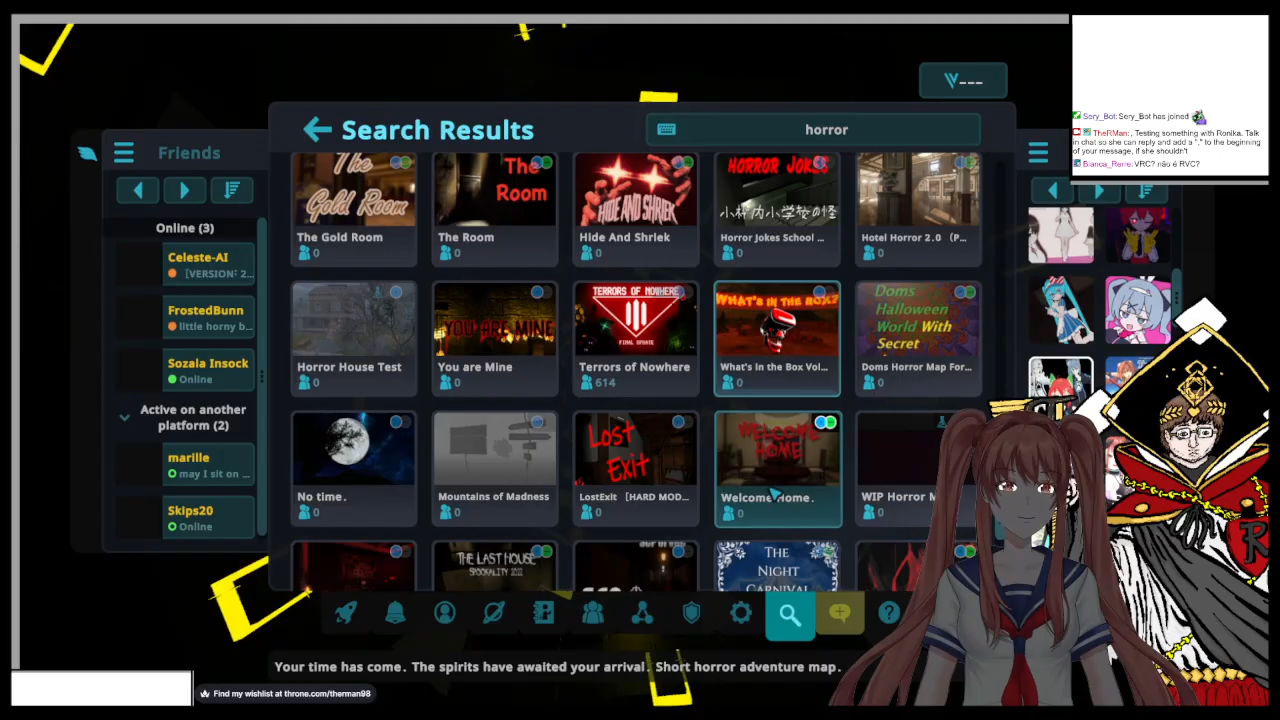 V---
Search Results
horror
Friends
Online (3)
Celeste-AI
[VERSION: 2...
FrostedBunn
little horny b...
Sozala Insock
Online
Active on another
platform (2)
marille
may I sit on ...
Skips20
Online
The
Gold Room
The Gold Room
0
The
Room
The Room
0
HIDE AND SHRIEK
Hide And Shriek
0
HORROR JOKES
Horror Jokes School ...
0
Hotel Horror 2.0 (P...
0
Horror House Test
0
YOU ARE MINE
You are Mine
0
TERRORS OF NOWHERE
FINAL UPDATE
Terrors of Nowhere
614
WHAT'S IN THE BOX?
What's In the Box Vol...
0
Doms
Halloween
World With
Secret
Doms Horror Map For...
0
No time.
0
Mountains of Madness
0
LOST
EXIT
LostExit [HARD MOD...
0
WELCOME
HOME
Welcome Home.
0
WIP Horror M
0
THE LAST HOUSE
SPOOKALITY 2021
THE
NIGHT
CARNIVAL
Your time has come. The spirits have awaited your arrival. Short horror adventure map.
Sery_Bot: Sery_Bot has joined
TheRMan: , Testing something with Ronika. Talk
in chat so she can reply and add a "," to the beginning
of your message, if she shouldn't
Bianca_Rerre: VRC? não é RVC?
R
Find my wishlist at throne.com/therman98